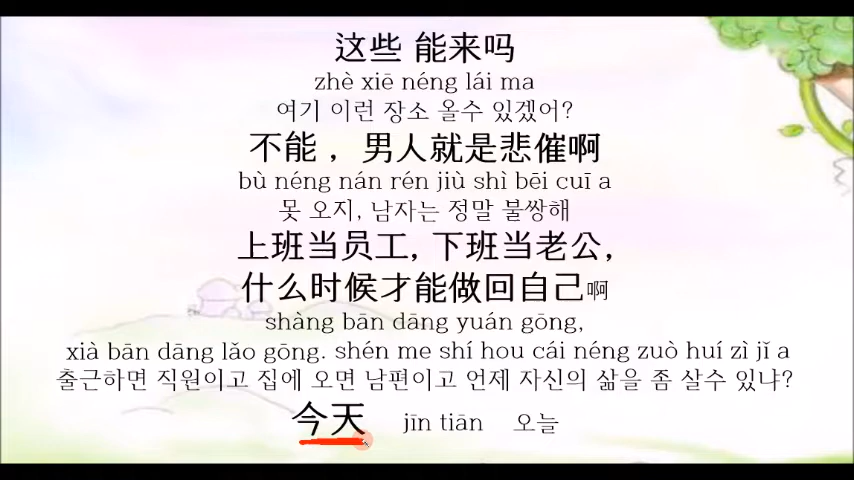 这些 能来吗
zhè xiē néng lái ma
여기 이런 장소 올수 있겠어?
不能 ，男人就是悲催啊
bù néng nán rén jiù shì bēi cuī a
못 오지, 남자는 정말 불쌍해
上班当员工, 下班当老公,
什么时候才能做回自己啊
shàng bān dāng yuán gōng,
xià bān dāng lǎo gōng. shén me shí hou cái néng zuò huí zì jǐ a
출근하면 직원이고 집에 오면 남편이고 언제 자신의 삶을 좀 살수 있냐?
今天 jīn tiān 오늘